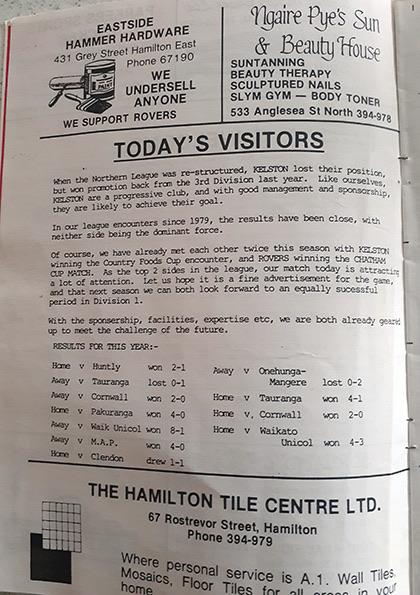 EASTSIDE
HAMMER HARDWARE
431 Grey Street Hamilton East
Phone 67190
PAINT
WE
UNDERSELL
ANYONE
WE SUPPORT ROVERS
Ngaire Pye's Sun
& Beauty House
SUNTANNING
BEAUTY THERAPY
SCULPTURED NAILS
SLYM GYM — BODY TONER
533 Anglesea St North 394-978
TODAY'S VISITORS
When the Northern League was re-structured, KELSTON lost their position,
but won promotion back from the 3rd Division last year. Like ourselves,
KELSTON are a progressive club, and with good management and sponsorship,
they are likely to achieve their goal.
In our league encounters since 1979, the results have been close, with
neither side being the dominant force.
Of course, we have already met each other twice this season with KELSTON
winning the Country Foods Cup encounter, and ROVERS winning the CHATHAM
CUP MATCH. As the top 2 sides in the league, our match today is attracting
a lot of attention. Let us hope it is a fine advertisement for the game,
and that next season we can both look forward to an equally sucessful
period in Division 1.
With the sponsership, facilities, expertise etc, we are both already geared
up to meet the challenge of the future.
RESULTS FOR THIS YEAR:-
Home v Huntly won 2-1
Away v Tauranga lost 0-1
Away v Cornwall won 2-0
Home v Pakuranga won 4-0
Away v Waik Unicol won 8-1
Away v M.A.P. won 4-0
Home v Clendon drew 1-1
Away v Onehunga-
Mangere lost 0-2
Home v Tauranga won 4-1
Home v. Cornwall won 2-0
Home v Waikato
Unicol won 4-3
THE HAMILTON TILE CENTRE LTD.
67 Rostrevor Street, Hamilton
Phone 394-979
Where personal service is A.1. Wall Tiles,
Mosaics, Floor Tiles for all areas in your
home